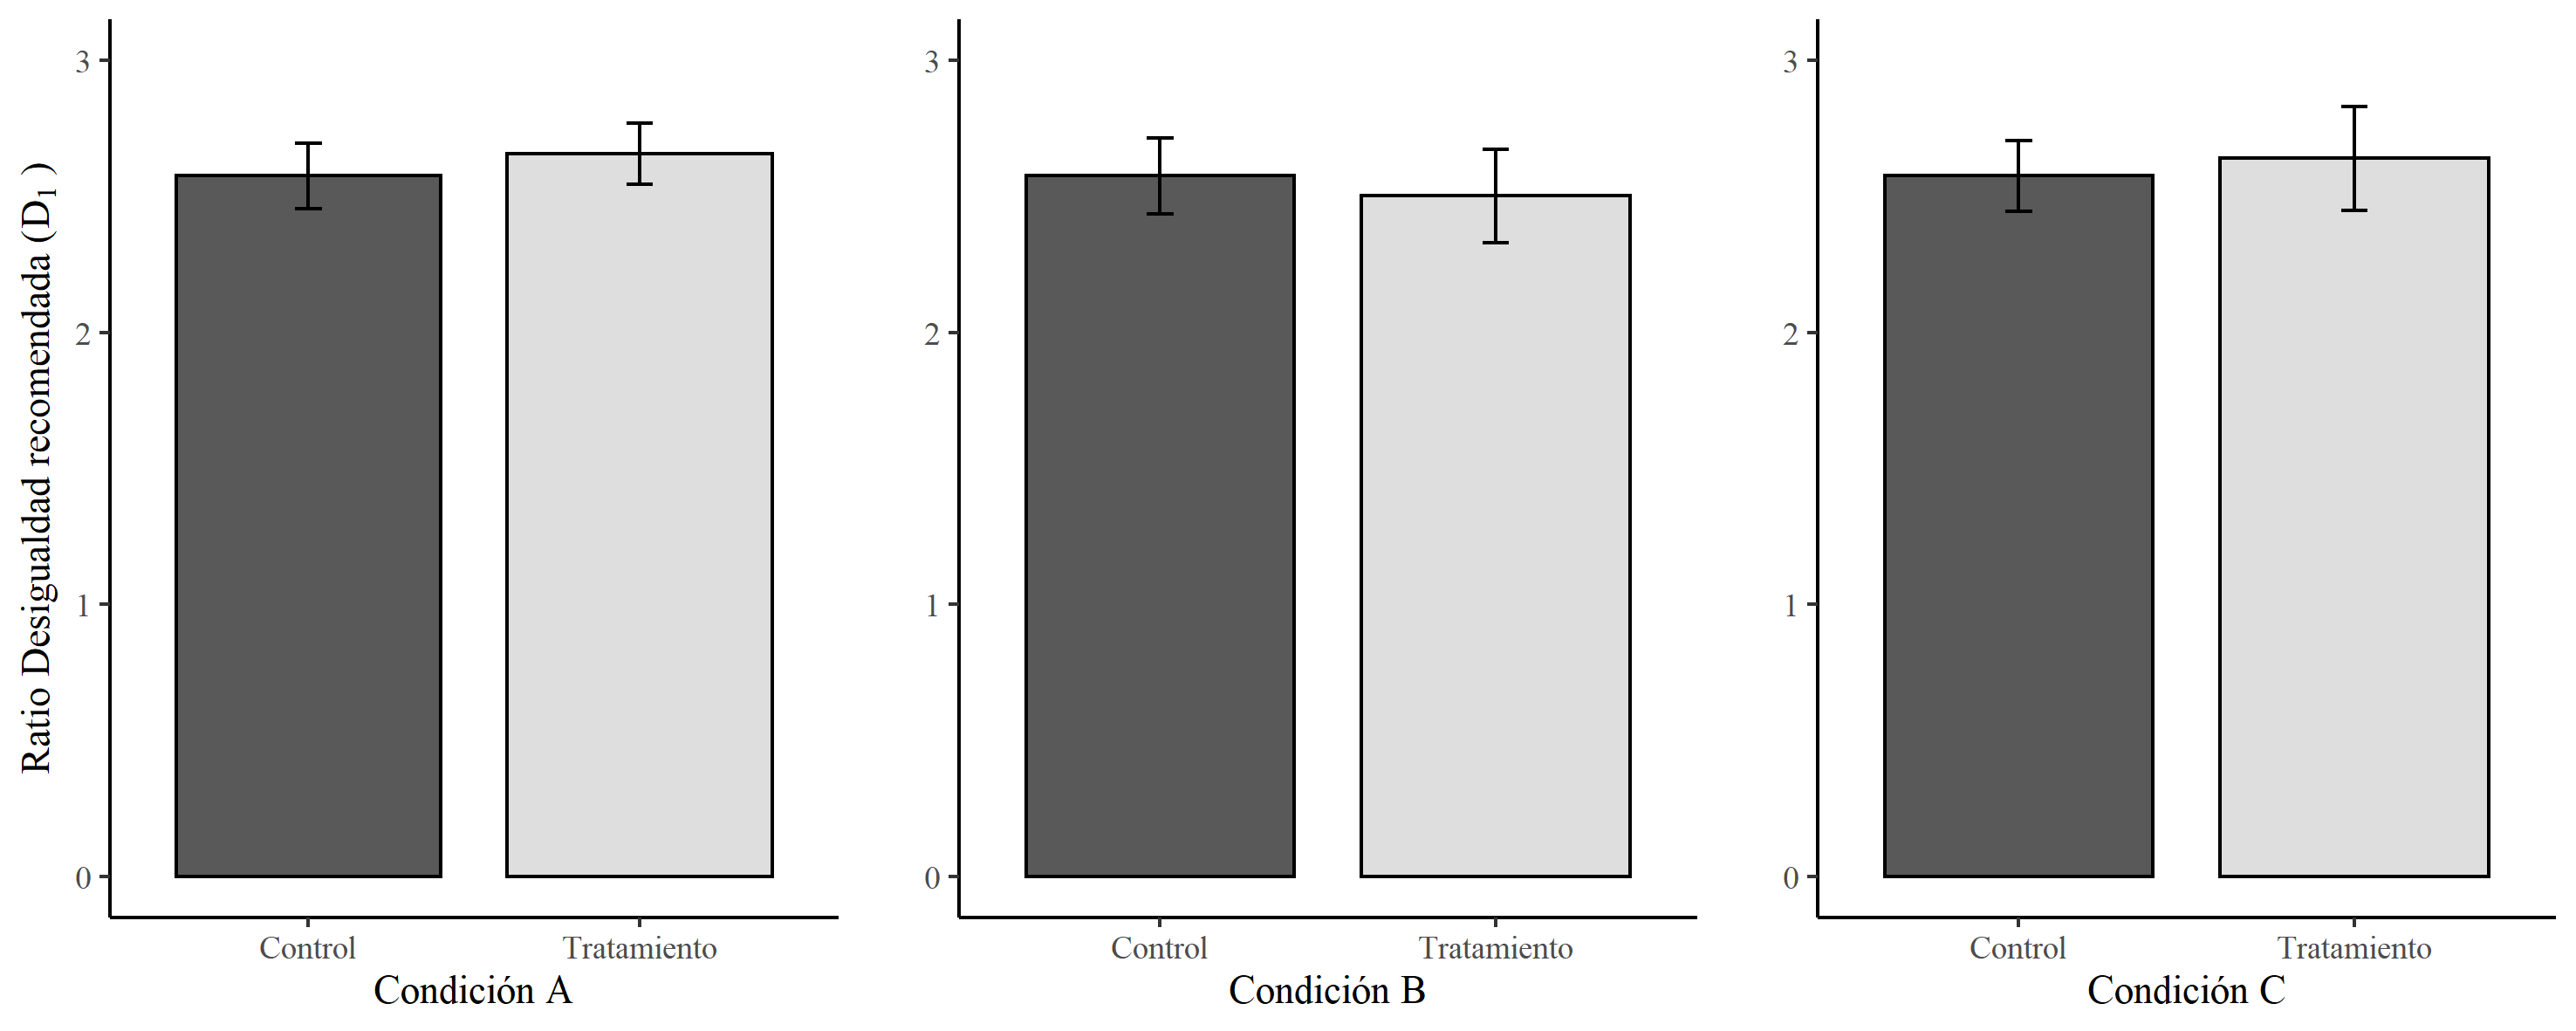 Ratio Desigualdad recomendada (D1 )
3
2
1
0
Control Tratamiento
Condición A
3
2
1
0
Control Tratamiento
Condición B
3
2
1
0
Control Tratamiento
Condición C